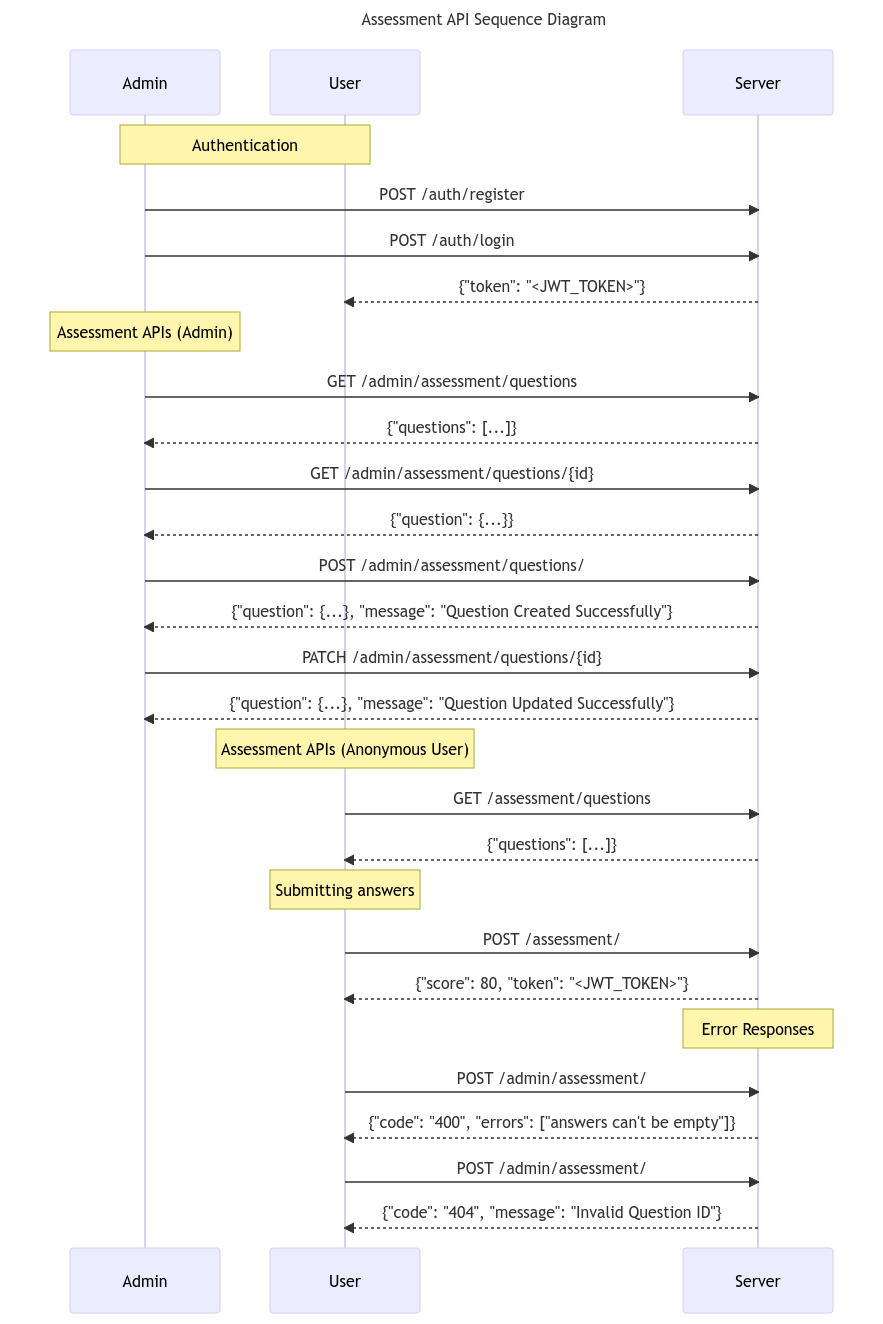 Assessment API Sequence Diagram
Admin
User
Server
Authentication
POST /auth/register
POST /auth/login
{"token": "<JWT_TOKEN>"}
Assessment APIs (Admin)
GET /admin/assessment/questions
{"questions": [...]}
GET /admin/assessment/questions/{id}
{"question": {...}}
POST /admin/assessment/questions/
{"question": {...}, "message": "Question Created Successfully"}
PATCH /admin/assessment/questions/{id}
{"question": {...}, "message": "Question Updated Successfully"}
Assessment APIs (Anonymous User)
GET /assessment/questions
{"questions": [...]}
Submitting answers
POST /assessment/
{"score": 80, "token": "<JWT_TOKEN>"}
Error Responses
POST /admin/assessment/
{"code": "400", "errors": ["answers can't be empty"]}
POST /admin/assessment/
{"code": "404", "message": "Invalid Question ID"}
Admin
User
Server